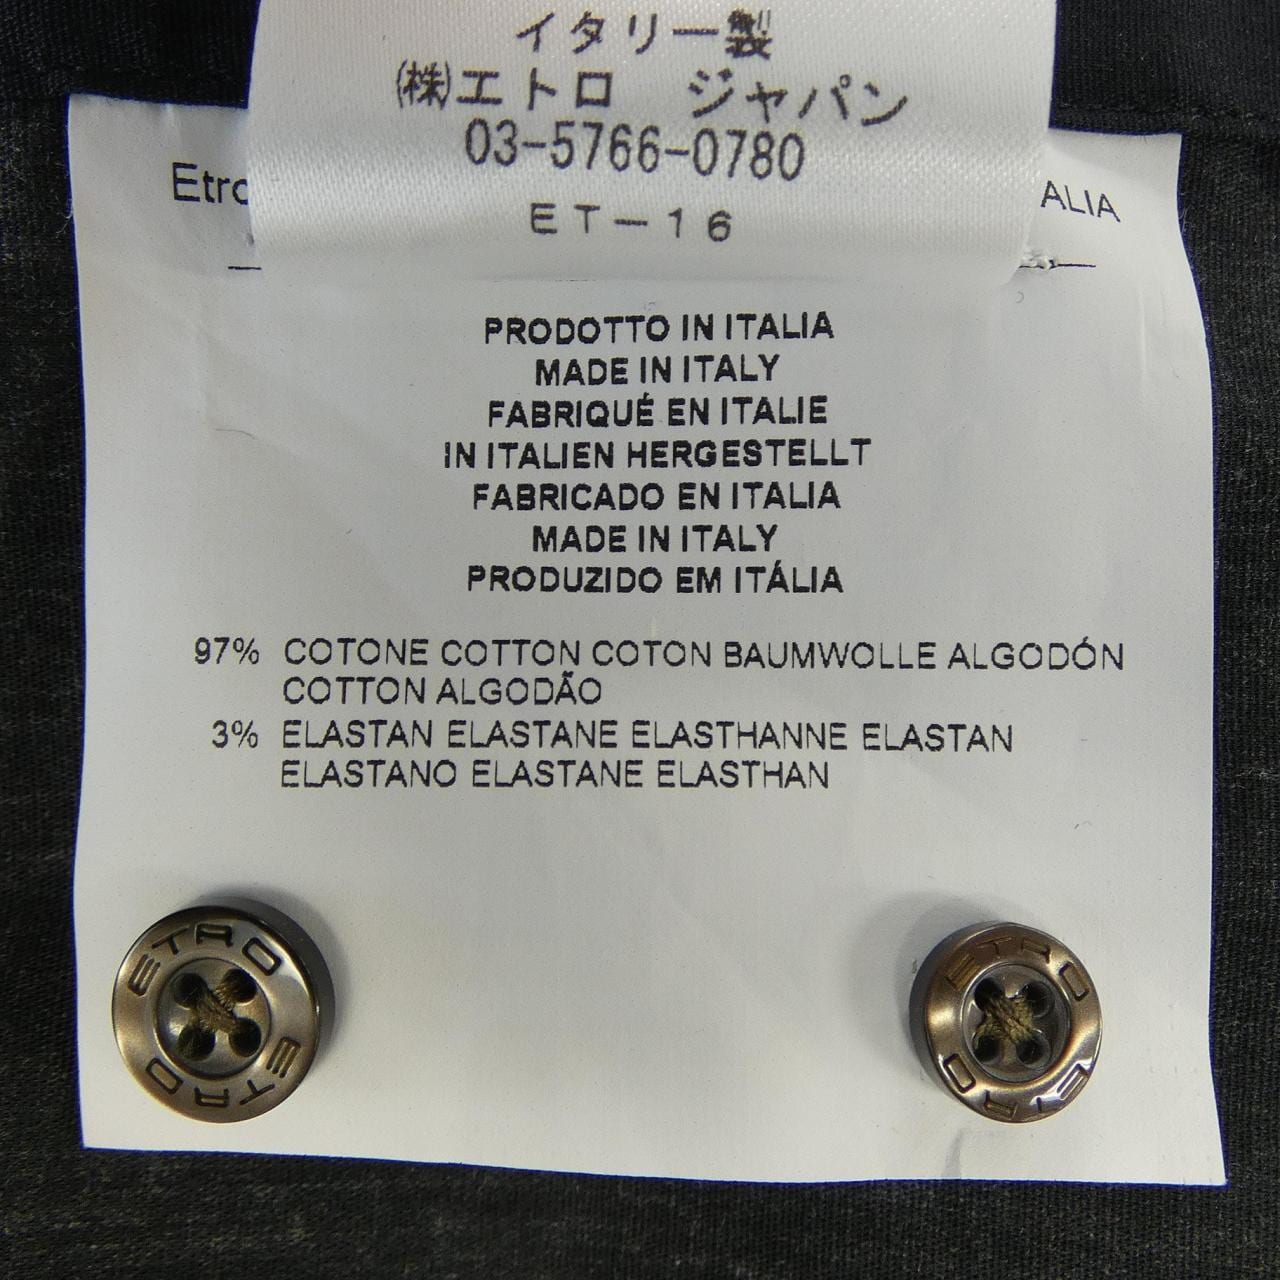 イタリー製
(株)エトロ ジャパン
03-5766-0780
ET-16
PRODOTTO IN ITALIA
MADE IN ITALY
FABRIQUÉ EN ITALIE
IN ITALIEN HERGESTELLT
FABRICADO EN ITALIA
MADE IN ITALY
PRODUZIDO EM ITÁLIA
97% COTONE COTTON COTON BAUMWOLLE ALGODÓN
COTTON ALGODÃO
3% ELASTAN ELASTANE ELASTHANNE ELASTAN
ELASTANO ELASTANE ELASTHAN
ETRO
ETRO
ETRO
ETRO